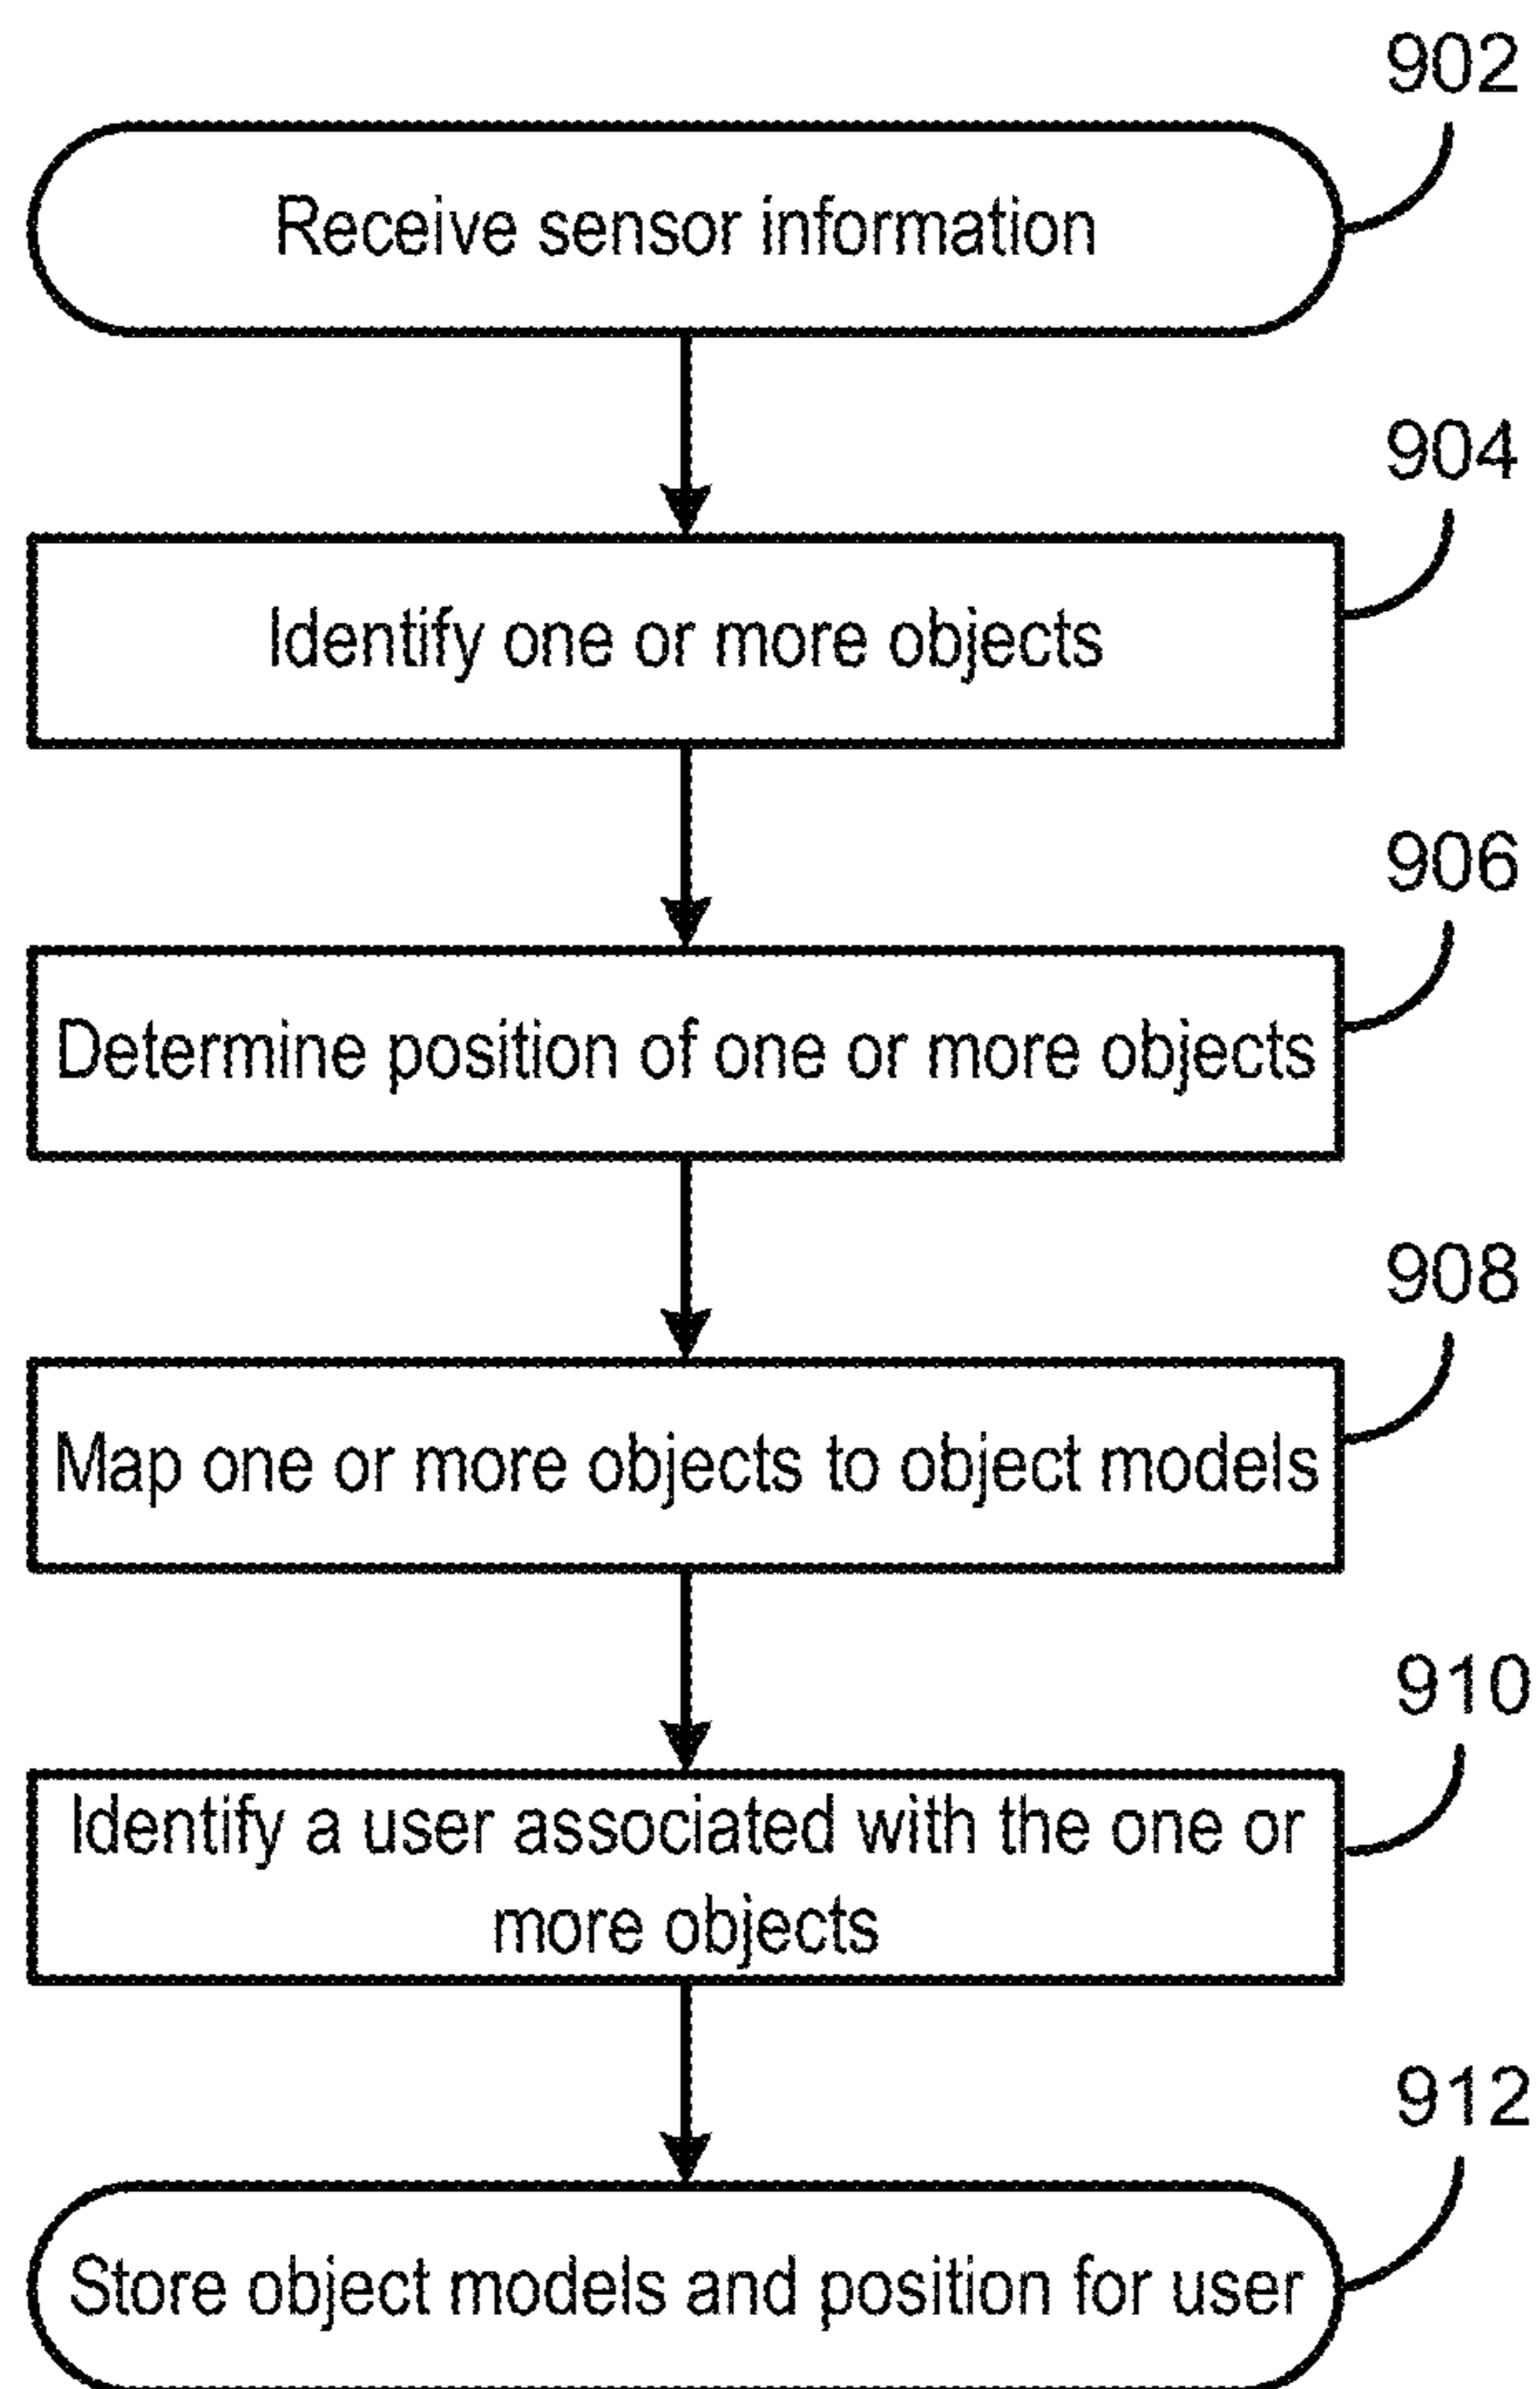 902
Receive sensor information
904
Identify one or more objects
906
Determine position of one or more objects
908
Map one or more objects to object models
910
Identify a user associated with the one or
more objects
912
Store object models and position for user